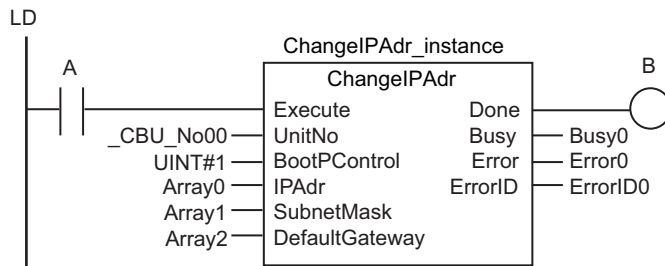 LD
ChangeIPAdr_instance
A
ChangeIPAdr
B
Execute Done
_CBU_No00 UnitNo Busy Busy0
UINT#1 BootPControl Error Error0
Array0 IPAdr ErrorID ErrorID0
Array1 SubnetMask
Array2 DefaultGateway